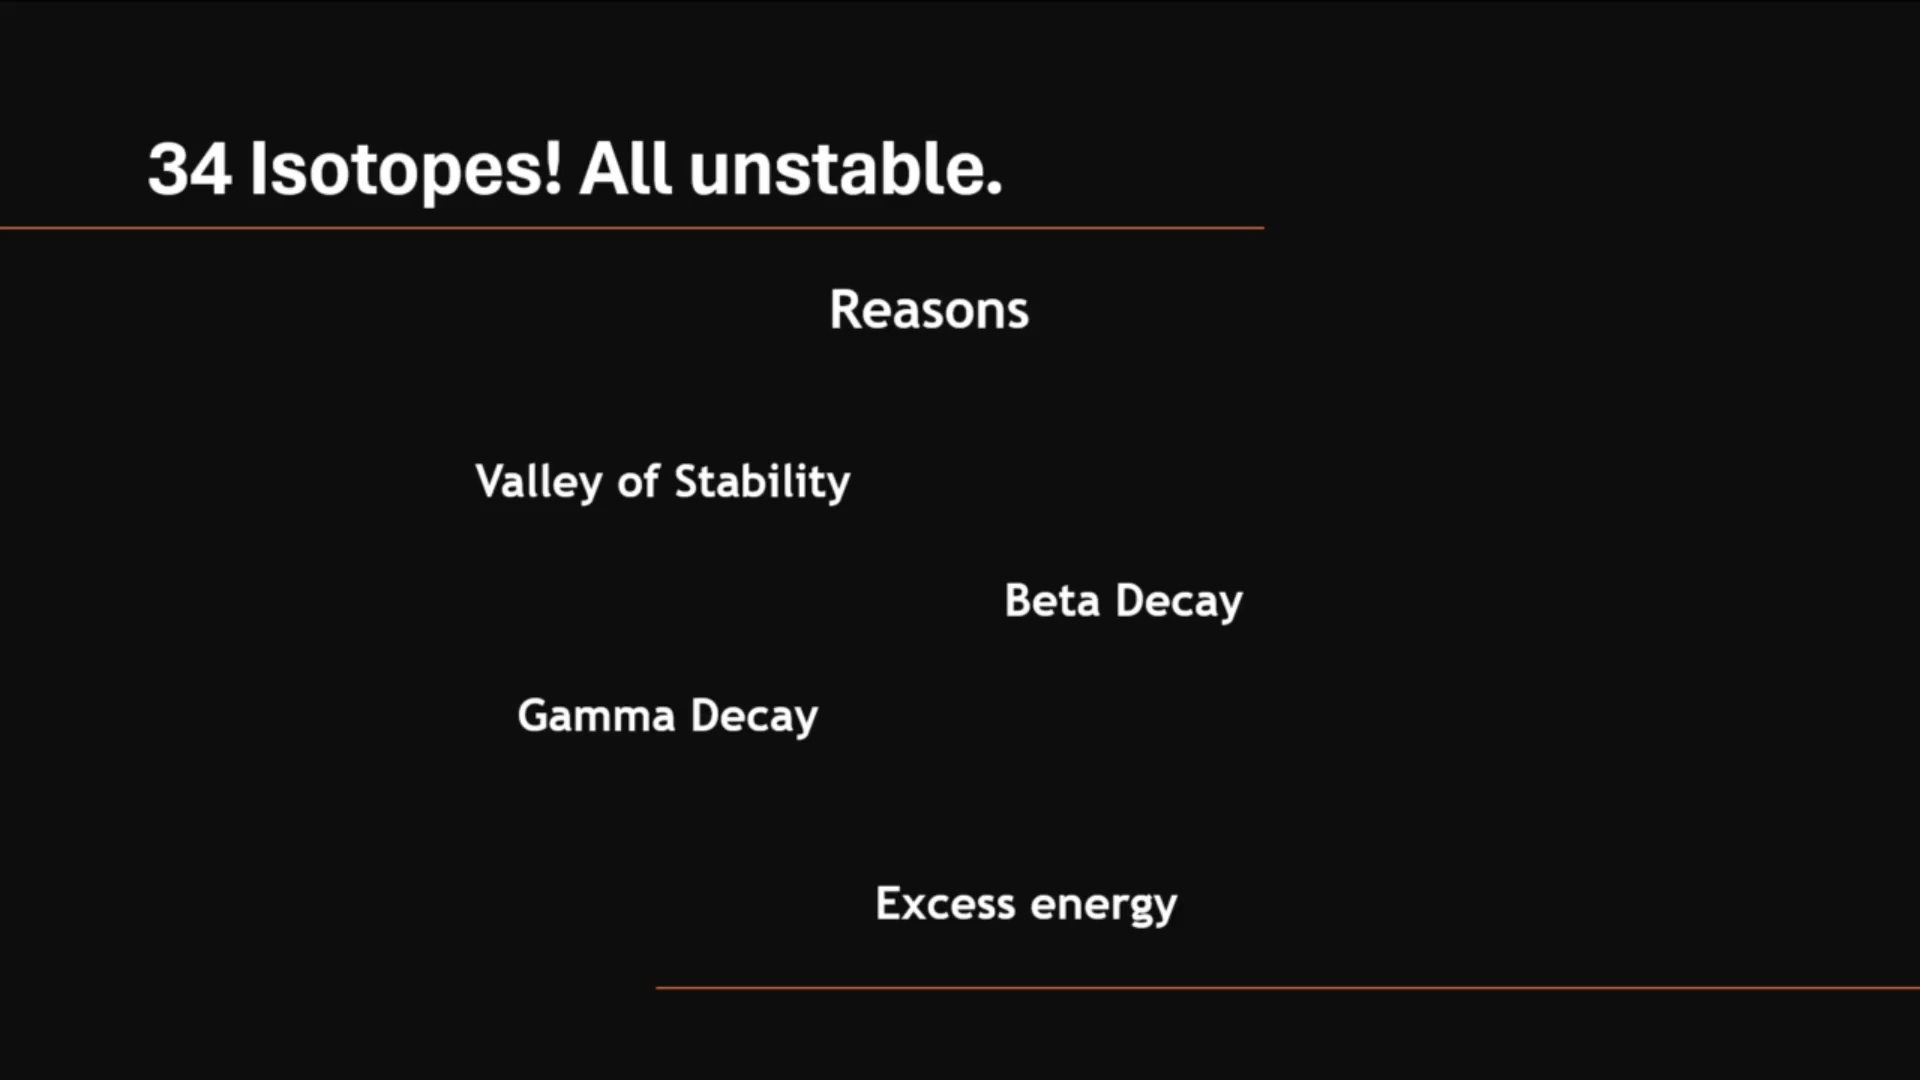 34 Isotopes! All unstable.
Reasons
Valley of Stability
Beta Decay
Gamma Decay
Excess energy